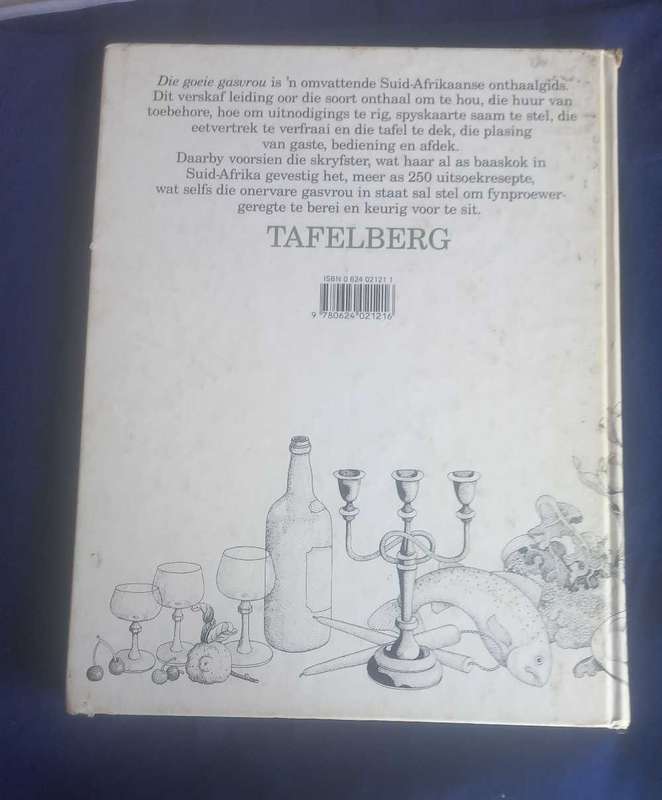 Die goeie gasvrou is 'n omvattende Suid-Afrikaanse onthaalgids.
Dit verskaf leiding oor die soort onthaal om te hou, die huur van
toebehore, hoe om uitnodigings te rig, spyskaarte saam te stel, die
eetvertrek te verfraai en die tafel te dek, die plasing
van gaste, bediening en afdek.
Daarby voorsien die skryfster, wat haar al as baaskok in
Suid-Afrika gevestig het, meer as 250 uitsoekresepte,
wat selfs die onervare gasvrou in staat sal stel om fynproewer-
geregte te berei en keurig voor te sit.
TAFELBERG
ISBN 0 624 02121 1
9 780624 021216